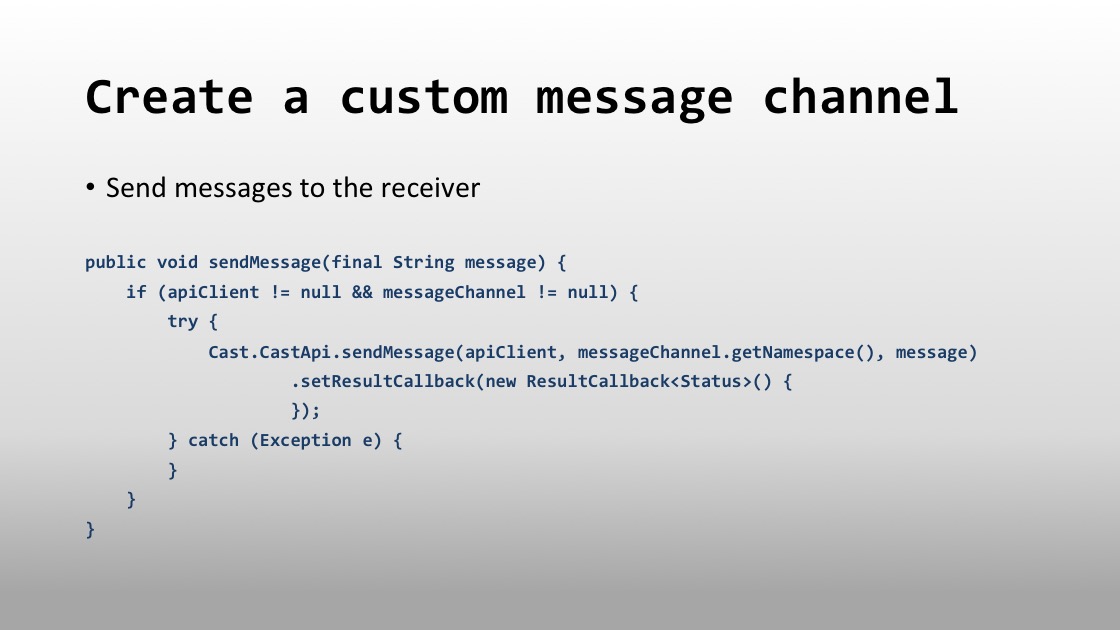 Create a custom message channel
• Send messages to the receiver
public void sendMessage(final String message) {
    if (apiClient != null && messageChannel != null) {
        try {
            Cast.CastApi.sendMessage(apiClient, messageChannel.getNamespace(), message)
                    .setResultCallback(new ResultCallback<Status>() {
                    });
        } catch (Exception e) {
        }
    }
}